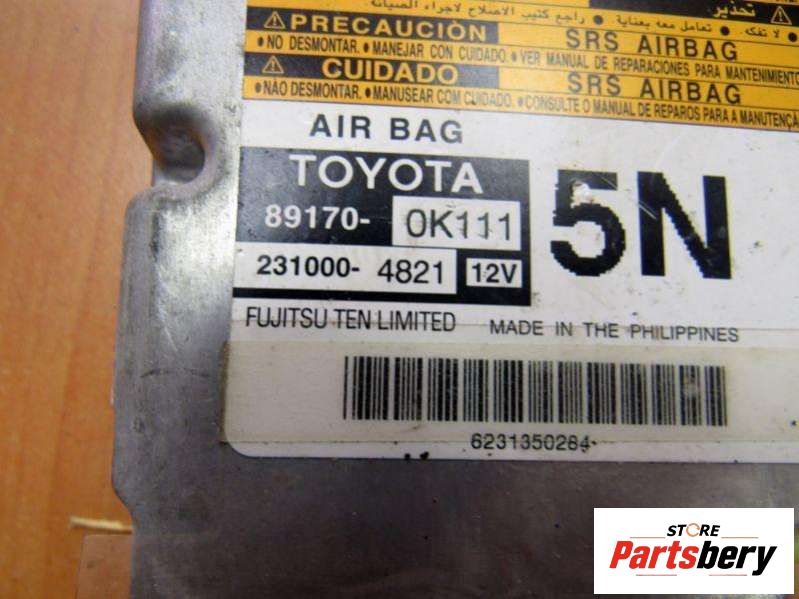 تحذير
لا تفكه. • تعامل معه بعناية. • راجع كتيب الاصلاح لاجراء الصيانة.
PRECAUCIÒN SRS AIRBAG
•NO DESMONTAR. •MANEJAR CON CUIDADO. •VER MANUAL DE REPARACIONES PARA MANTENIMIENTO
CUIDADO SRS AIRBAG
•NÃO DESMONTAR. •MANUSEAR COM CUIDADO. •CONSULTE O MANUAL DE REPAROS PARA A MANUTENÇÃ
AIR BAG
TOYOTA 5N
89170- 0K111
231000- 4821 12V
FUJITSU TEN LIMITED MADE IN THE PHILIPPINES
6231350284
STORE
Partsbery